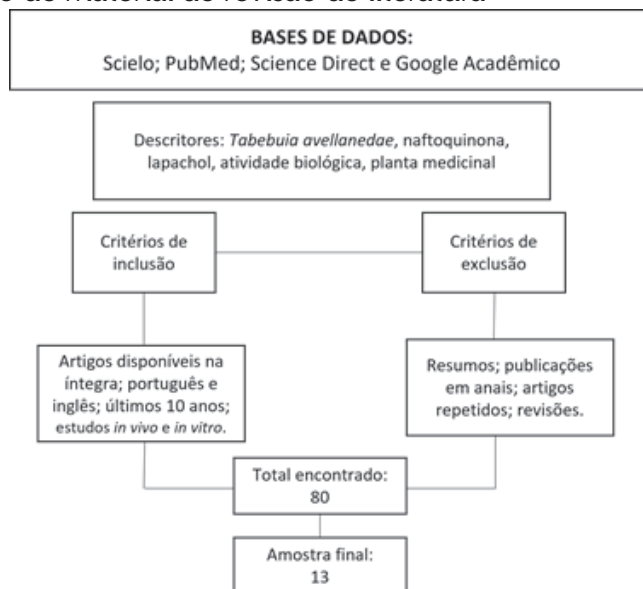 BASES DE DADOS:
Scielo; PubMed; Science Direct e Google Acadêmico
Descritores: Tabebuia avellanedae, naftoquinona,
lapachol, atividade biológica, planta medicinal
Critérios de
inclusão
Critérios de
exclusão
Artigos disponíveis na
íntegra; português e
inglês; últimos 10 anos;
estudos in vivo e in vitro.
Resumos; publicações
em anais; artigos
repetidos; revisões.
Total encontrado:
80
Amostra final:
13